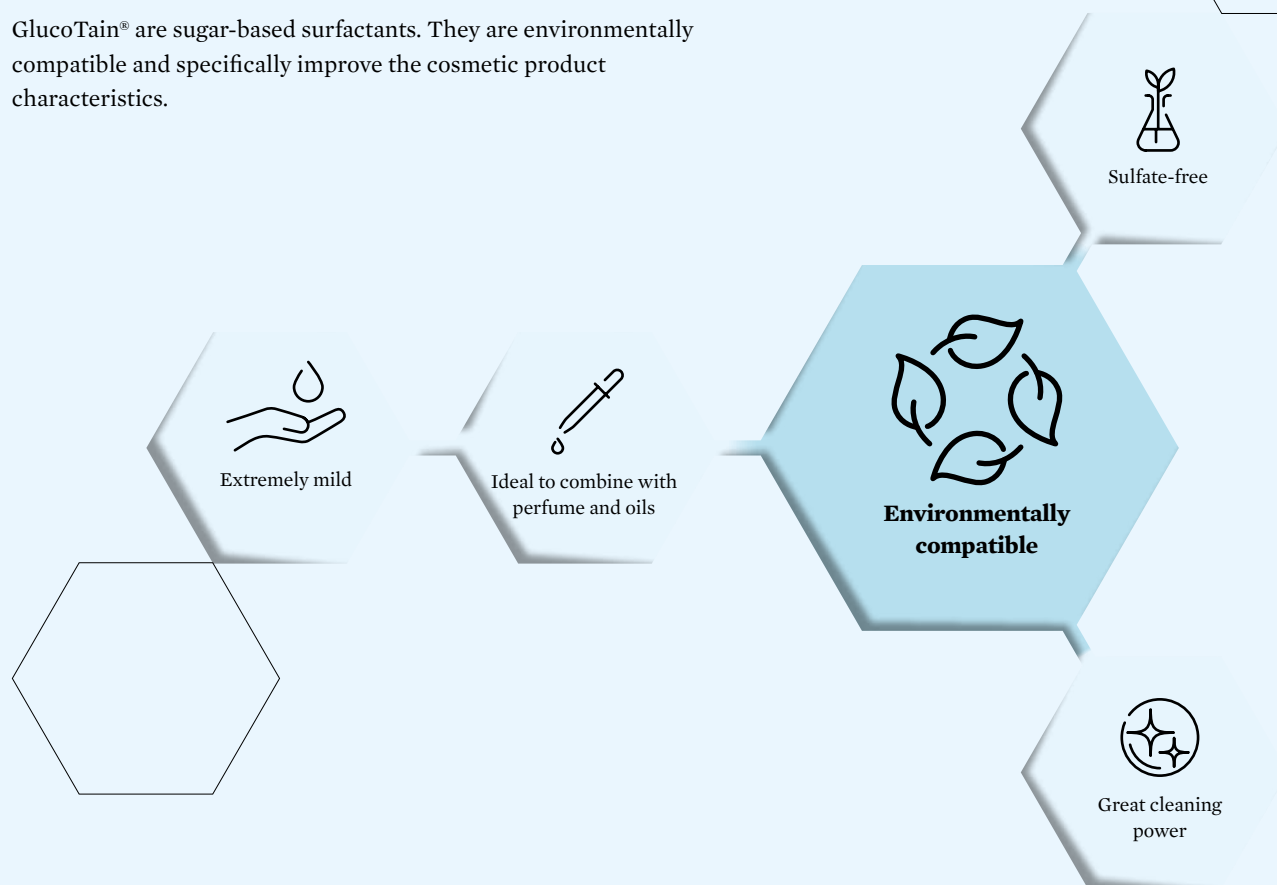 GlucoTain® are sugar-based surfactants. They are environmentally
compatible and specifically improve the cosmetic product
characteristics.
Sulfate-free
Extremely mild
Ideal to combine with
perfume and oils
Environmentally
compatible
Great cleaning
power